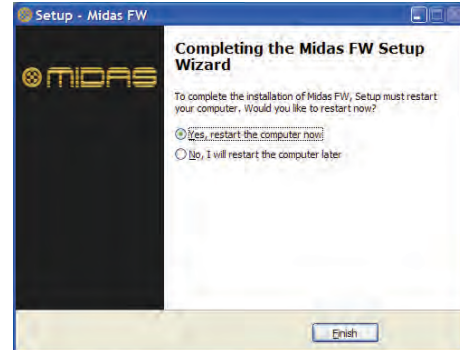 Setup - Midas FW
MIDAS
Completing the Midas FW Setup
Wizard
To complete the installation of Midas FW, Setup must restart
your computer. Would you like to restart now?
Yes, restart the computer now
No, I will restart the computer later
Finish